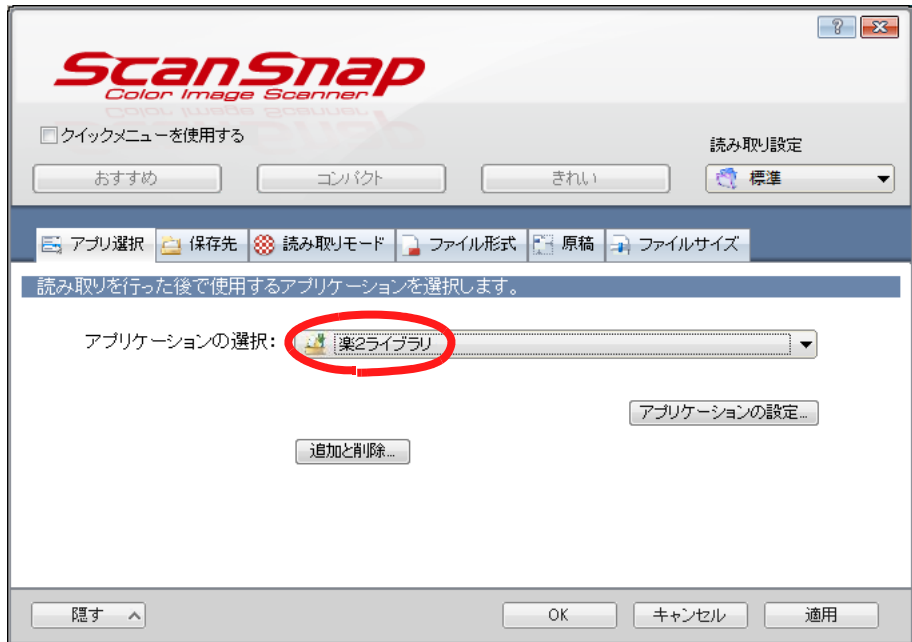 ScanSnap
Color Image Scanner
クイックメニューを使用する
読み取り設定
おすすめ
コンパクト
きれい
標準
アプリ選択
保存先
読み取りモード
ファイル形式
原稿
ファイルサイズ
読み取りを行った後で使用するアプリケーションを選択します。
アプリケーションの選択:
楽2ライブラリ
アプリケーションの設定...
追加と削除...
隠す
OK
キャンセル
適用